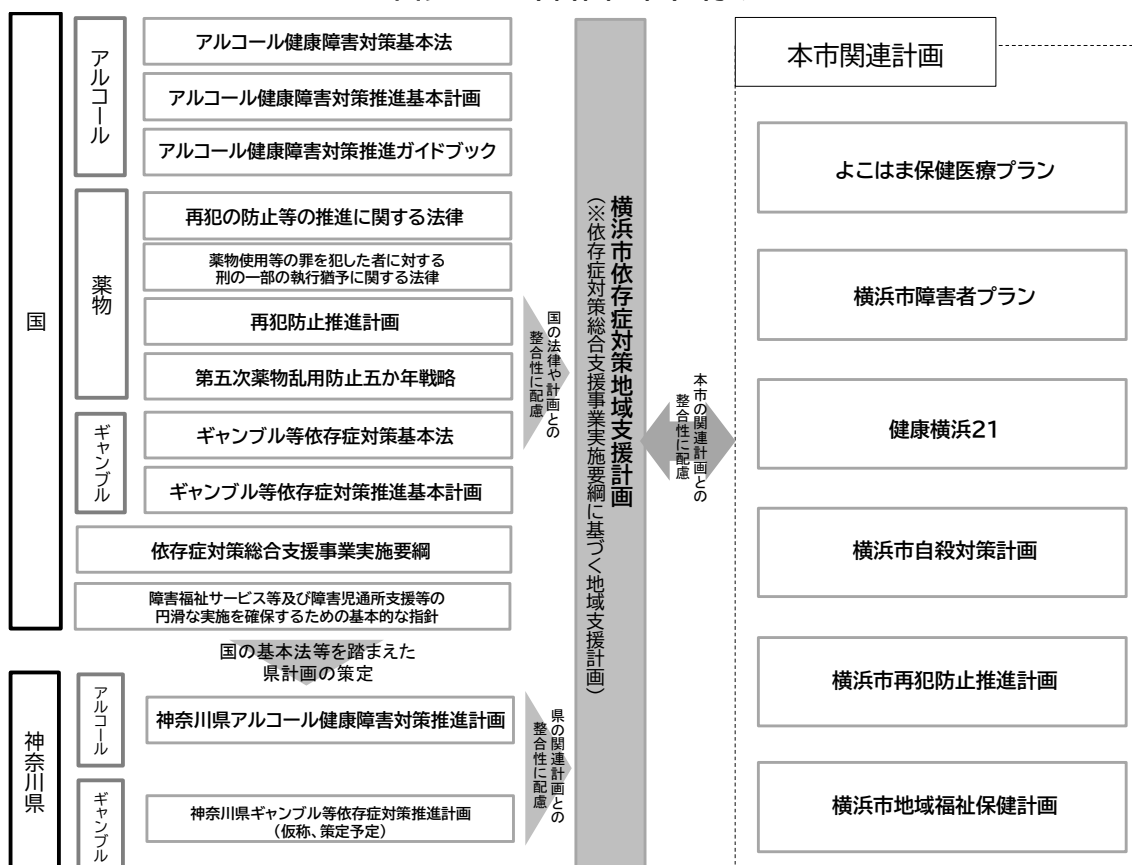 国
アルコール
アルコール健康障害対策基本法
アルコール健康障害対策推進基本計画
アルコール健康障害対策推進ガイドブック
薬物
再犯の防止等の推進に関する法律
薬物使用等の罪を犯した者に対する
刑の一部の執行猶予に関する法律
再犯防止推進計画
第五次薬物乱用防止五か年戦略
ギャンブル
ギャンブル等依存症対策基本法
ギャンブル等依存症対策推進基本計画
依存症対策総合支援事業実施要綱
障害福祉サービス等及び障害児通所支援等の
円滑な実施を確保するための基本的な指針
国の基本法等を踏まえた
県計画の策定
神奈川県
アルコール
神奈川県アルコール健康障害対策推進計画
ギャンブル
神奈川県ギャンブル等依存症対策推進計画
(仮称、策定予定)
国の法律や計画との
整合性に配慮
県の関連計画との
整合性に配慮
横浜市依存症対策地域支援計画
(※依存症対策総合支援事業実施要綱に基づく地域支援計画)
本市の関連計画との
整合性に配慮
本市関連計画
よこはま保健医療プラン
横浜市障害者プラン
健康横浜21
横浜市自殺対策計画
横浜市再犯防止推進計画
横浜市地域福祉保健計画